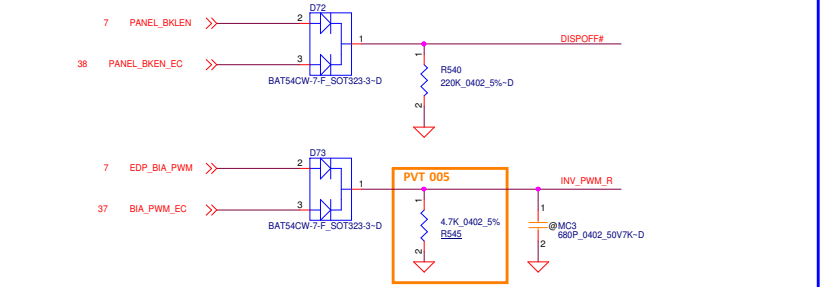 D72
7 PANEL_BKLEN 2
1 DISPOFF#
38 PANEL_BKEN_EC 3
BAT54CW-7-F_SOT323-3~D
1
R540
220K_0402_5%~D
2
D73
7 EDP_BIA_PWM 2
PVT 005
1 INV_PWM_R
37 BIA_PWM_EC 3
BAT54CW-7-F_SOT323-3~D
1
4.7K_0402_5%
R545
2
1
@MC3
680P_0402_50V7K~D
2